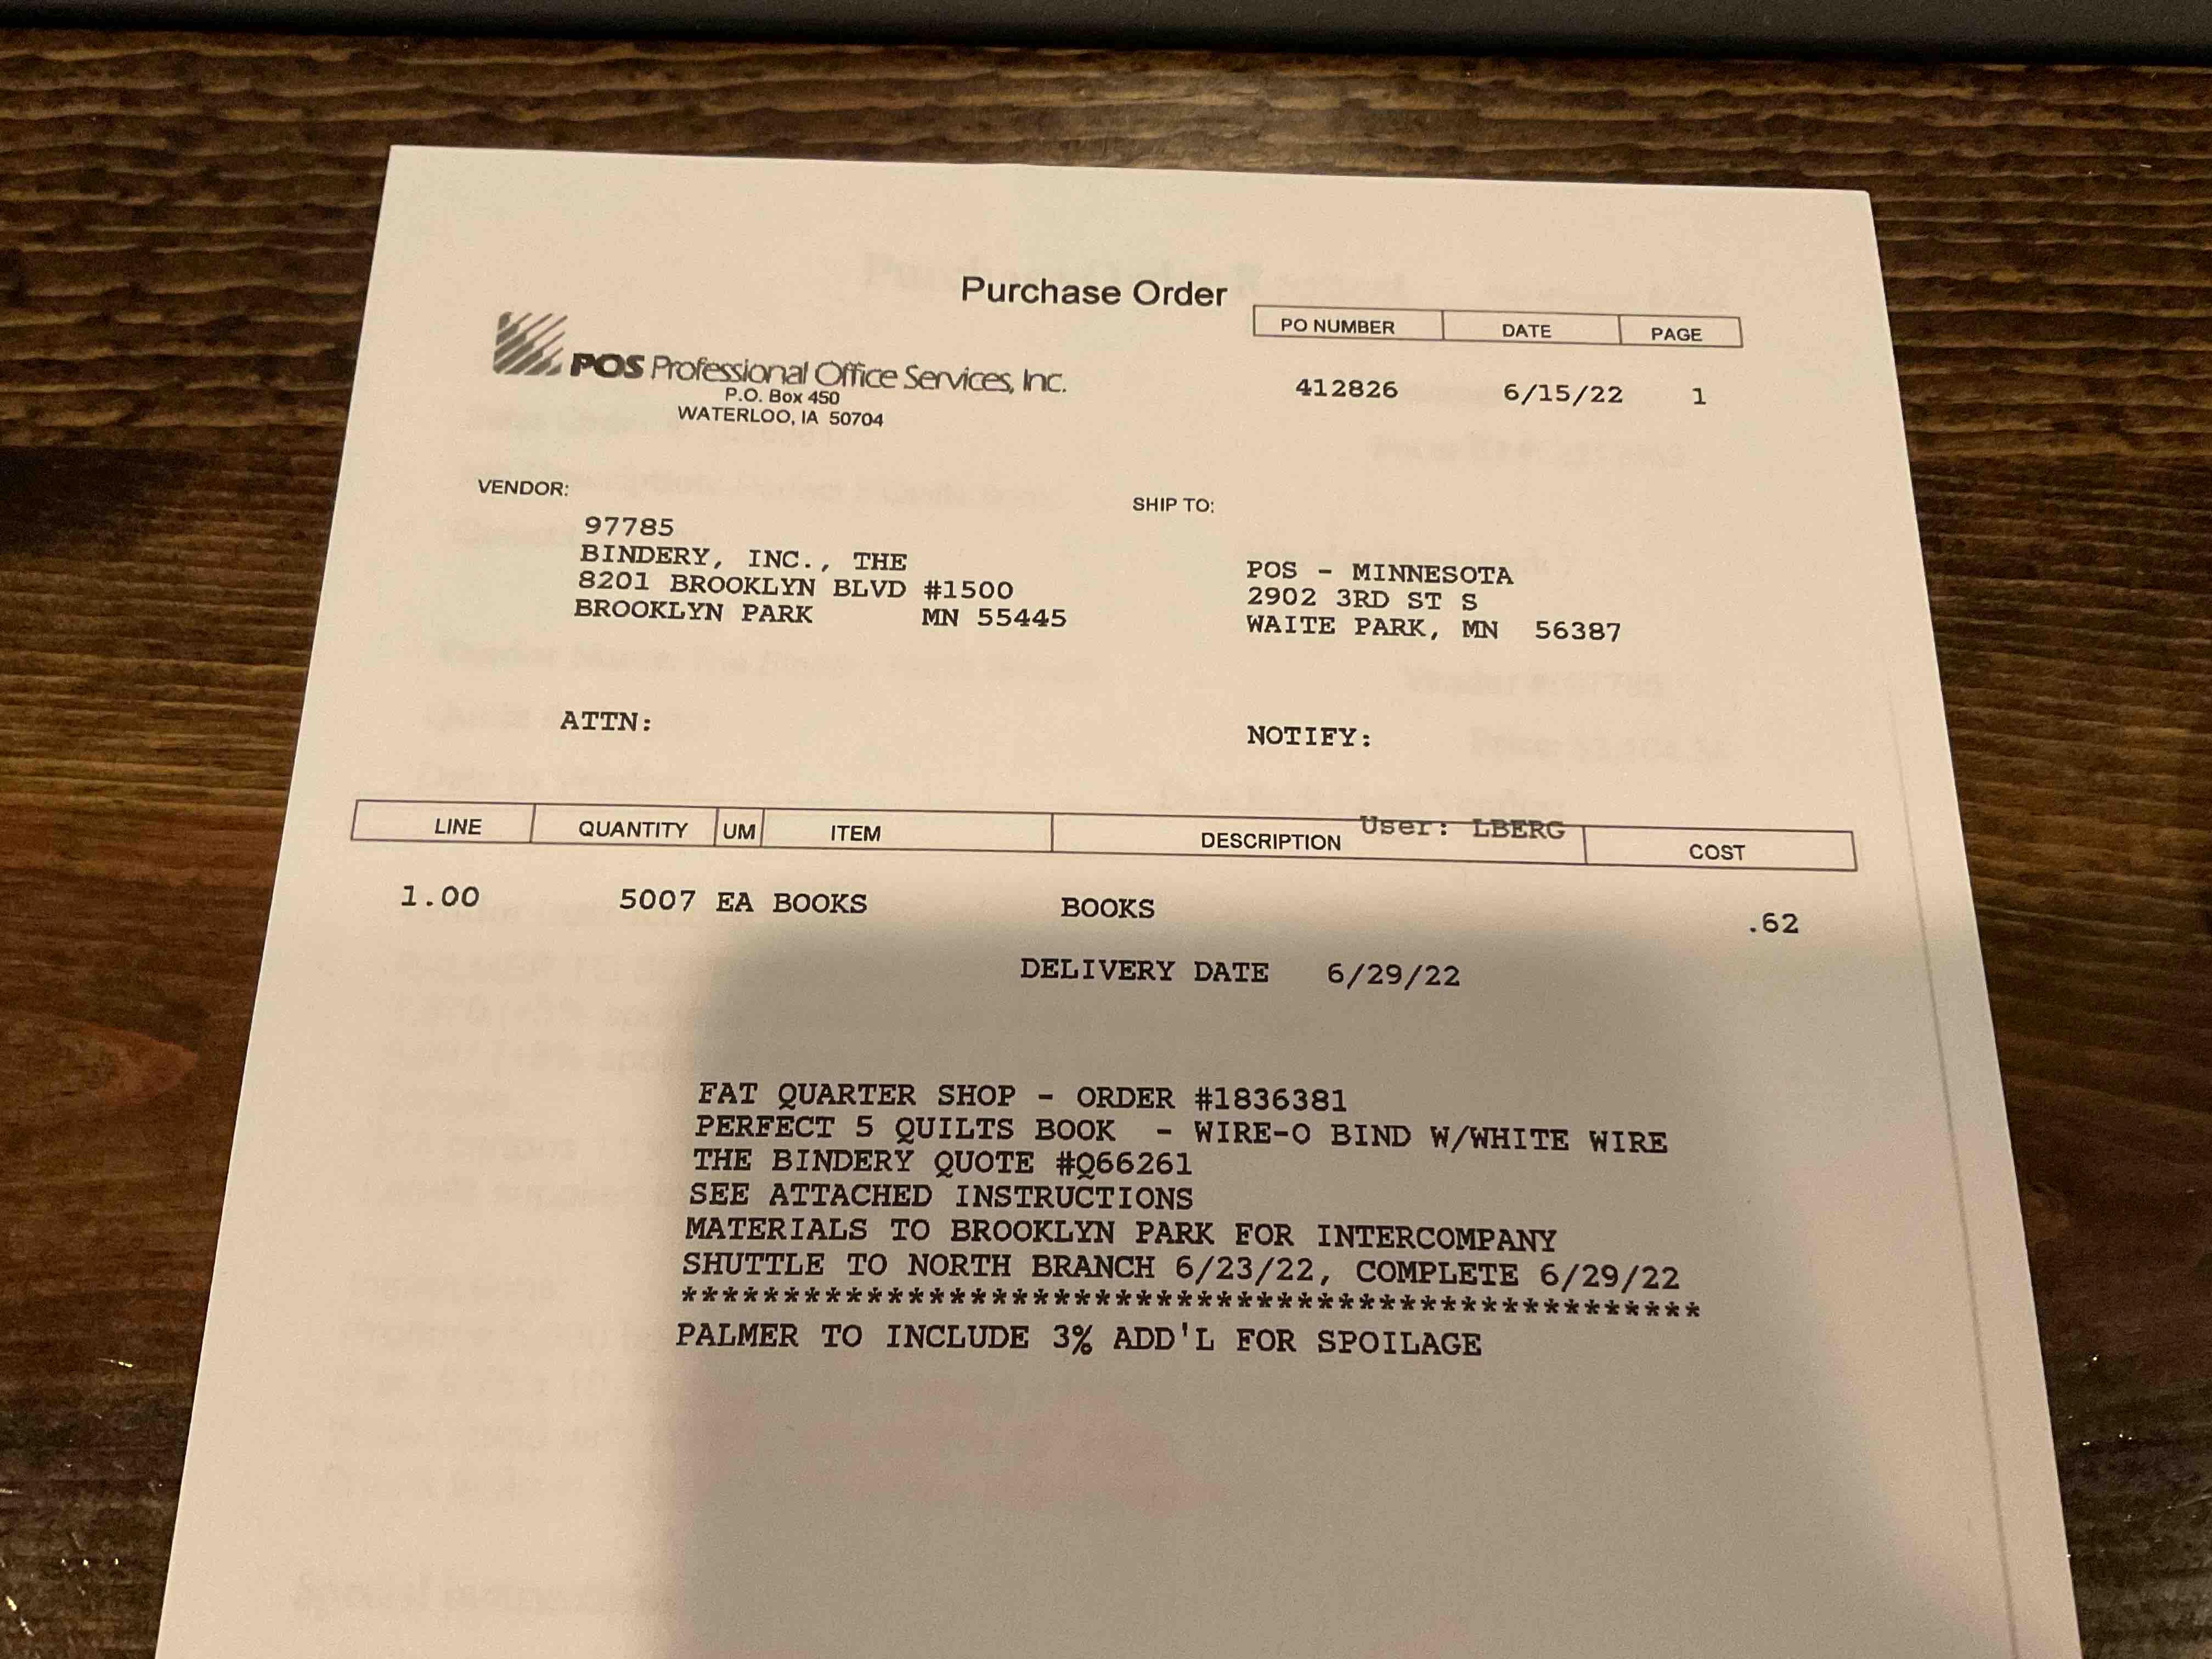 Purchase Order
PO NUMBER DATE PAGE
POS Professional Office Services, Inc.
P.O. Box 450
WATERLOO, IA 50704
412826 6/15/22 1
VENDOR:
97785
BINDERY, INC., THE
8201 BROOKLYN BLVD #1500
BROOKLYN PARK MN 55445
SHIP TO:
POS - MINNESOTA
2902 3RD ST S
WAITE PARK, MN 56387
ATTN:
NOTIFY:
User: LBERG
LINE QUANTITY UM ITEM DESCRIPTION COST
1.00 5007 EA BOOKS BOOKS .62
DELIVERY DATE 6/29/22
FAT QUARTER SHOP - ORDER #1836381
PERFECT 5 QUILTS BOOK - WIRE-O BIND W/WHITE WIRE
THE BINDERY QUOTE #Q66261
SEE ATTACHED INSTRUCTIONS
MATERIALS TO BROOKLYN PARK FOR INTERCOMPANY
SHUTTLE TO NORTH BRANCH 6/23/22, COMPLETE 6/29/22
**************************************************
PALMER TO INCLUDE 3% ADD'L FOR SPOILAGE